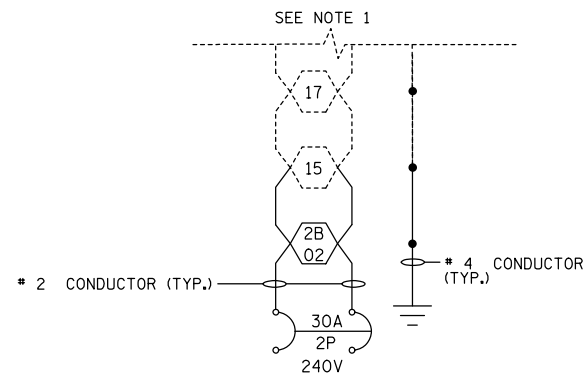 SEE NOTE 1
17
15
2B
02
# 2 CONDUCTOR (TYP.)
# 4 CONDUCTOR
(TYP.)
30A
2P
240V